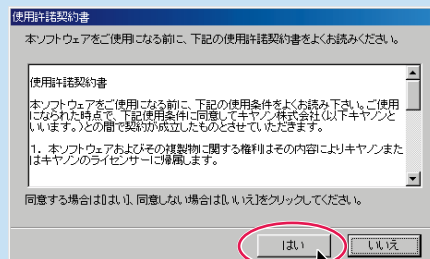 使用許諾契約書
本ソフトウェアをご使用になる前に、下記の使用許諾契約書をよくお読みください。
使用許諾契約書
本ソフトウェアをご使用になる前に、下記の使用条件をよくお読み下さい。ご使用
になられた時点で、下記使用条件に同意してキヤノン株式会社（以下キヤノンと
いいます。）との間で契約が成立したものとさせていただきます。
1. 本ソフトウェアおよびその複製物に関する権利はその内容によりキヤノンまた
はキヤノンのライセンサーに帰属します。
同意する場合は[はい]、同意しない場合は[いいえ]をクリックしてください。
はい
いいえ